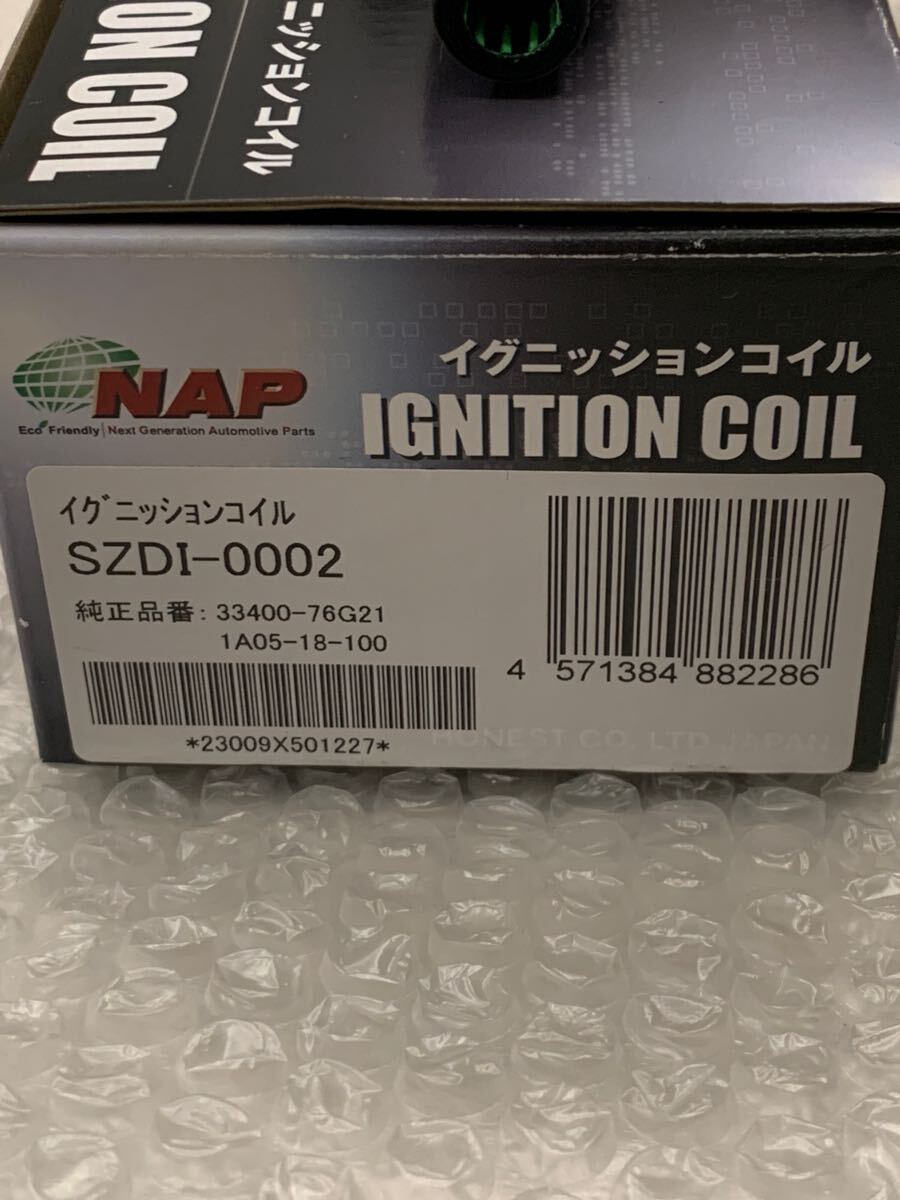 ON COIL
ニッションコイル
NAP
Eco Friendly | Next Generation Automotive Parts
イグニッションコイル
IGNITION COIL
ｲｸﾞﾆｯｼｮﾝｺｲﾙ
SZDI-0002
純正品番: 33400-76G21
1A05-18-100
*23009X501227*
4 571384 882286
HONEST CO., LTD. JAPAN